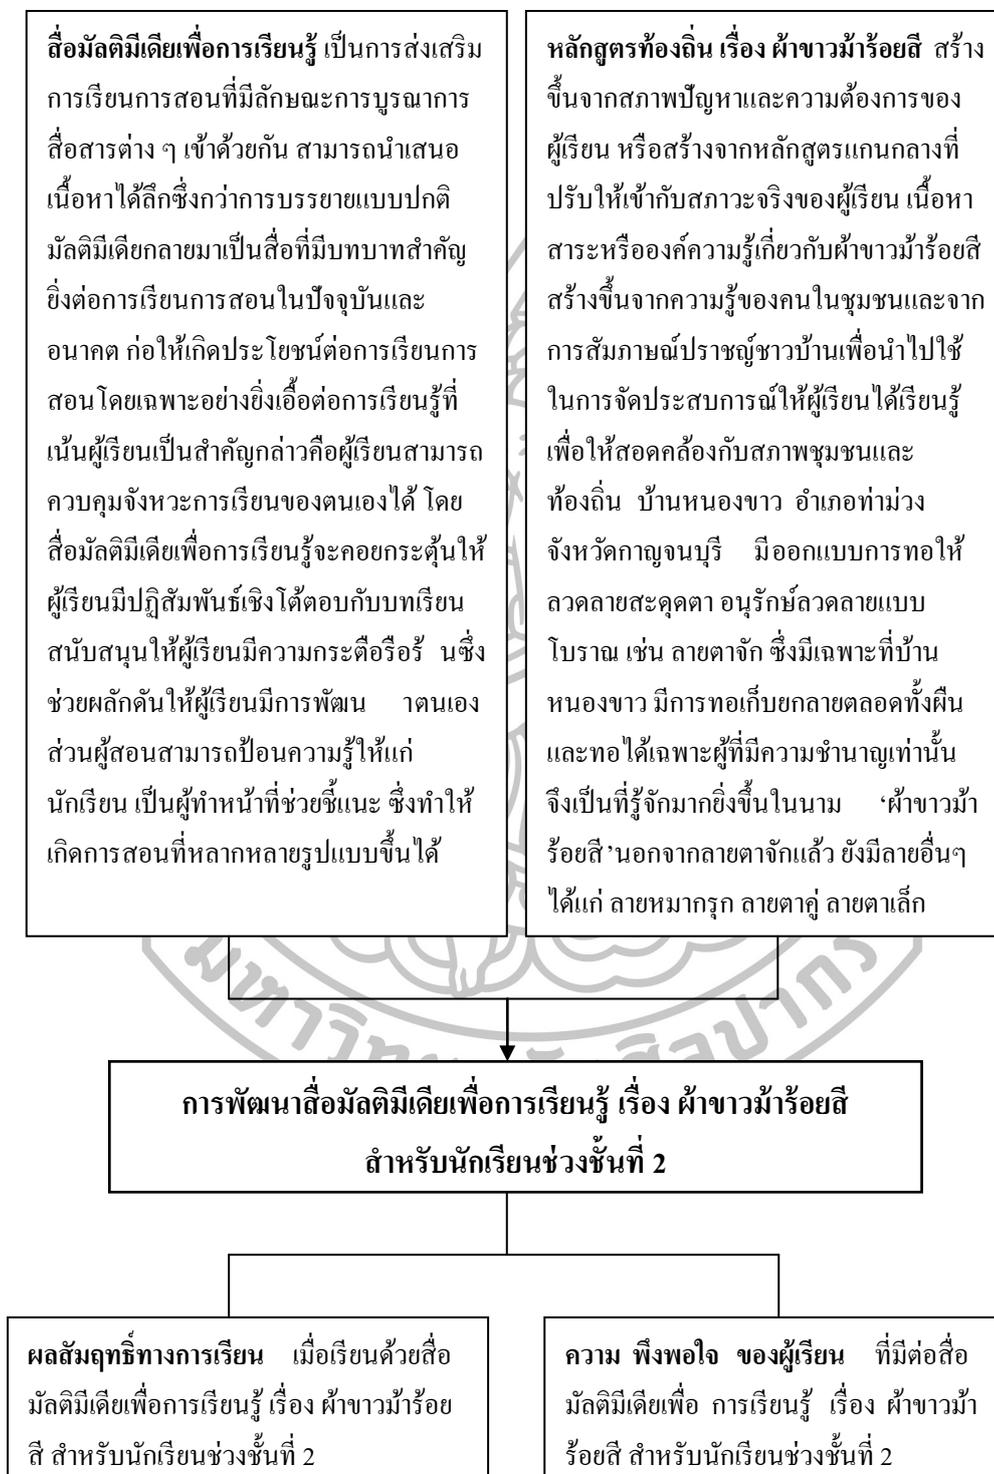 สื่อมัลติมีเดียเพื่อการเรียนรู้ เป็นการส่งเสริม
การเรียนการสอนที่มีลักษณะการบูรณาการ
สื่อสารต่าง ๆ เข้าด้วยกัน สามารถนำเสนอ
เนื้อหาได้ลึกซึ่งกว่าการบรรยายแบบปกติ
มัลติมีเดียกลายมาเป็นสื่อที่มีบทบาทสำคัญ
ยิ่งต่อการเรียนการสอนในปัจจุบันและ
อนาคต ก่อให้เกิดประโยชน์ต่อการเรียนการ
สอนโดยเฉพาะอย่างยิ่งเอื้อต่อการเรียนรู้ที่
เน้นผู้เรียนเป็นสำคัญกล่าวคือผู้เรียนสามารถ
ควบคุมจังหวะการเรียนของตนเองได้ โดย
สื่อมัลติมีเดียเพื่อการเรียนรู้จะคอยกระตุ้นให้
ผู้เรียนมีปฏิสัมพันธ์เชิงโต้ตอบกับบทเรียน
สนับสนุนให้ผู้เรียนมีความกระตือรือร้ นซึ่ง
ช่วยผลักดันให้ผู้เรียนมีการพัฒน าตนเอง
ส่วนผู้สอนสามารถป้อนความรู้ให้แก่
นักเรียน เป็นผู้ทำหน้าที่ช่วยชี้แนะ ซึ่งทำให้
เกิดการสอนที่หลากหลายรูปแบบขึ้นได้
หลักสูตรท้องถิ่น เรื่อง ผ้าขาวม้าร้อยสี สร้าง
ขึ้นจากสภาพปัญหาและความต้องการของ
ผู้เรียน หรือสร้างจากหลักสูตรแกนกลางที่
ปรับให้เข้ากับสภาวะจริงของผู้เรียน เนื้อหา
สาระหรือองค์ความรู้เกี่ยวกับผ้าขาวม้าร้อยสี
สร้างขึ้นจากความรู้ของคนในชุมชนและจาก
การสัมภาษณ์ปราชญ์ชาวบ้านเพื่อนำไปใช้
ในการจัดประสบการณ์ให้ผู้เรียนได้เรียนรู้
เพื่อให้สอดคล้องกับสภาพชุมชนและ
ท้องถิ่น บ้านหนองขาว อำเภอท่าม่วง
จังหวัดกาญจนบุรี มีออกแบบการทอให้
ลวดลายสะดุดตา อนุรักษ์ลวดลายแบบ
โบราณ เช่น ลายตาจัก ซึ่งมีเฉพาะที่บ้าน
หนองขาว มีการทอเก็บยกลายตลอดทั้งผืน
และทอได้เฉพาะผู้ที่มีความชำนาญเท่านั้น
จึงเป็นที่รู้จักมากยิ่งขึ้นในนาม ‘ผ้าขาวม้า
ร้อยสี’นอกจากลายตาจักแล้ว ยังมีลายอื่นๆ
ได้แก่ ลายหมากรุก ลายตาคู่ ลายตาเล็ก
การพัฒนาสื่อมัลติมีเดียเพื่อการเรียนรู้ เรื่อง ผ้าขาวม้าร้อยสี
สำหรับนักเรียนช่วงชั้นที่ 2
ผลสัมฤทธิ์ทางการเรียน เมื่อเรียนด้วยสื่อ
มัลติมีเดียเพื่อการเรียนรู้ เรื่อง ผ้าขาวม้าร้อย
สี สำหรับนักเรียนช่วงชั้นที่ 2
ความ พึงพอใจ ของผู้เรียน ที่มีต่อสื่อ
มัลติมีเดียเพื่อ การเรียนรู้ เรื่อง ผ้าขาวม้า
ร้อยสี สำหรับนักเรียนช่วงชั้นที่ 2